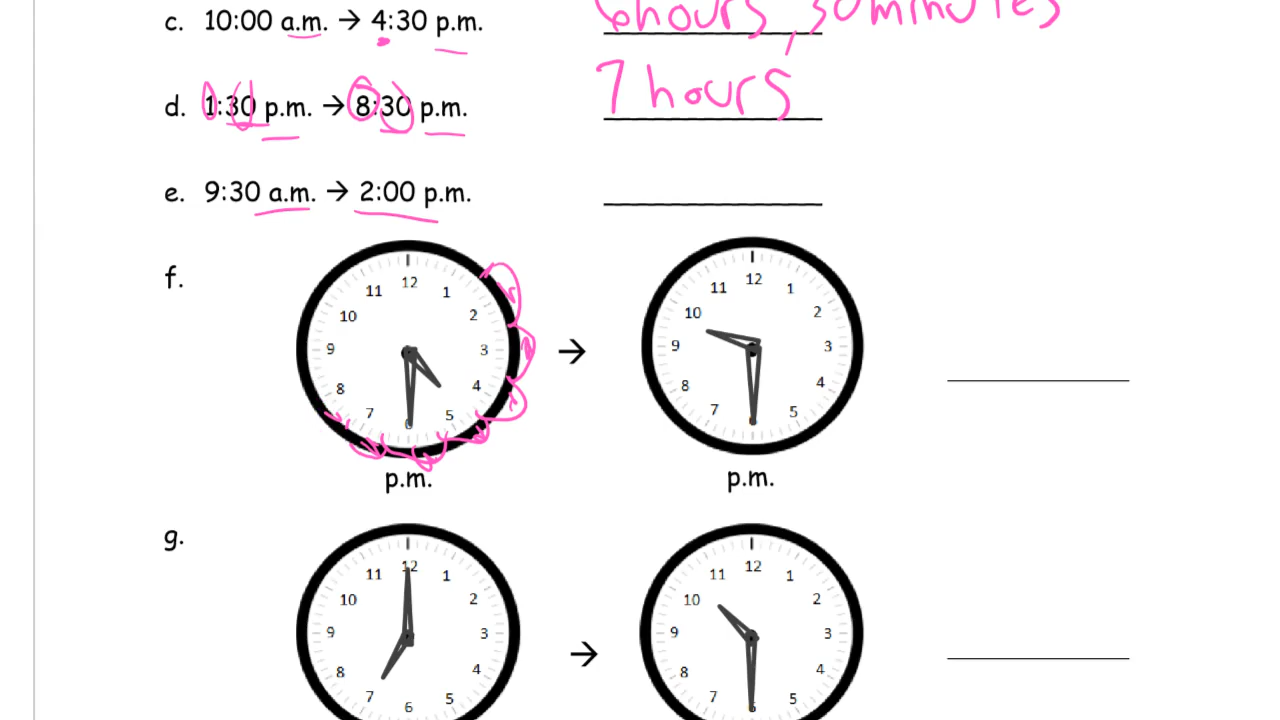 c. 10:00 a.m. → 4:30 p.m. 6 hours, 30 minutes
d. 1:30 p.m. → 8:30 p.m. 7 hours
e. 9:30 a.m. → 2:00 p.m.
f.
12 1 2 3 4 5 6 7 8 9 10 11
12 1 2 3 4 5 7 8 9 10 11
p.m. p.m.
g.
12 1 2 3 4 5 6 7 8 9 10 11
12 1 2 3 4 5 6 7 8 9 10 11